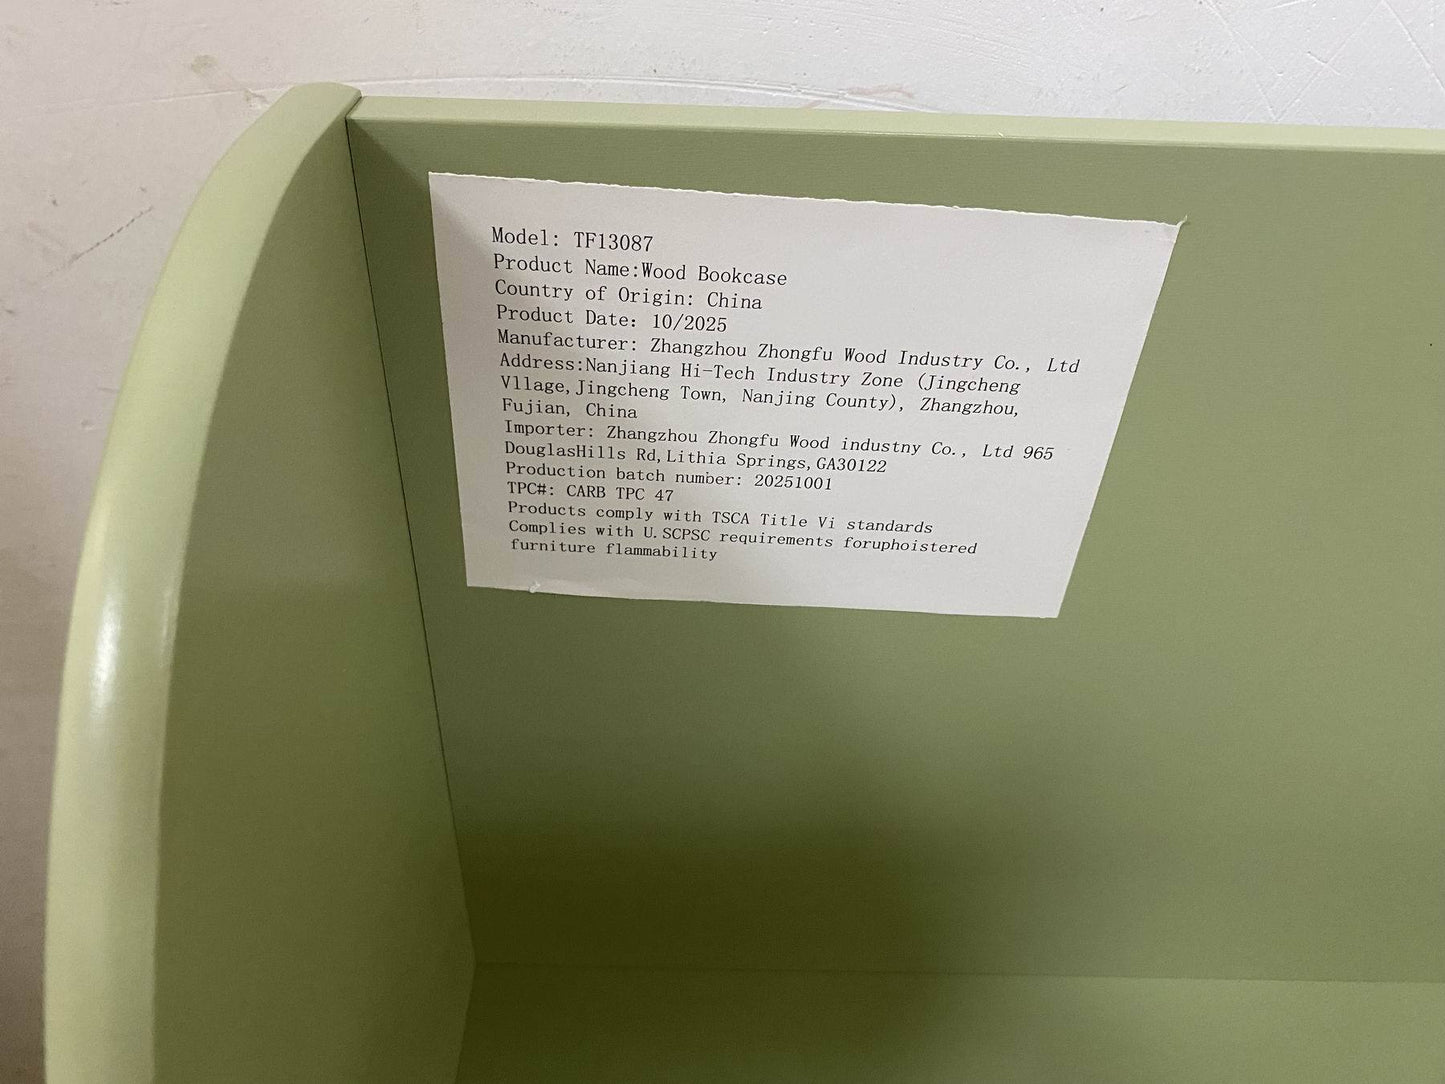 Model: TF13087
Product Name:Wood Bookcase
Country of Origin: China
Product Date: 10/2025
Manufacturer: Zhangzhou Zhongfu Wood Industry Co., Ltd
Address:Nanjiang Hi-Tech Industry Zone (Jingcheng
Vllage,Jingcheng Town, Nanjing County), Zhangzhou,
Fujian, China
Importer: Zhangzhou Zhongfu Wood industny Co., Ltd 965
DouglasHills Rd,Lithia Springs,GA30122
Production batch number: 20251001
TPC#: CARB TPC 47
Products comply with TSCA Title Vi standards
Complies with U.SCPSC requirements foruphoistered
furniture flammability